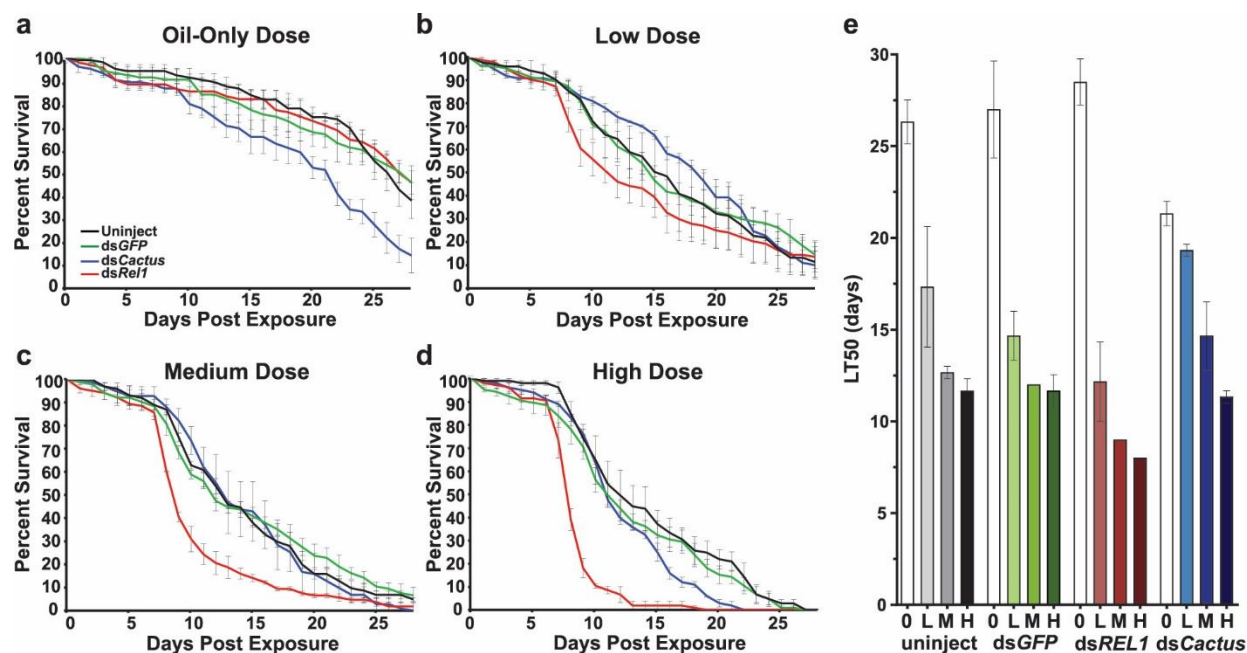 a
Oil-Only Dose
Percent Survival
100
90
80
70
60
50
40
30
20
10
0
Uninject
dsGFP
dsCactus
dsRel1
0 5 10 15 20 25
Days Post Exposure
b
Low Dose
Percent Survival
100
90
80
70
60
50
40
30
20
10
0
0 5 10 15 20 25
Days Post Exposure
c
Medium Dose
Percent Survival
100
90
80
70
60
50
40
30
20
10
0
0 5 10 15 20 25
Days Post Exposure
d
High Dose
Percent Survival
100
90
80
70
60
50
40
30
20
10
0
0 5 10 15 20 25
Days Post Exposure
e
LT50 (days)
30
25
20
15
10
5
0
0 L M H 0 L M H 0 L M H 0 L M H
uninject dsGFP dsREL1 dsCactus